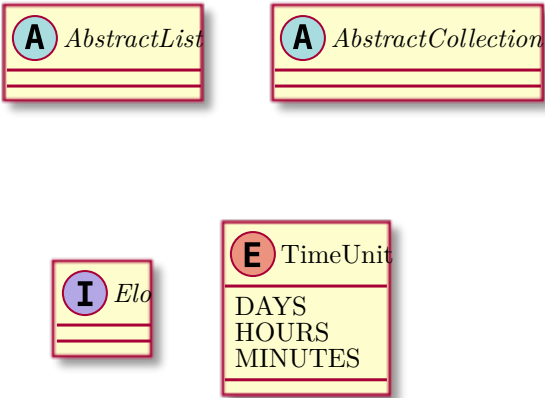 A AbstractList
A AbstractCollection
I Elo
E TimeUnit
DAYS
HOURS
MINUTES